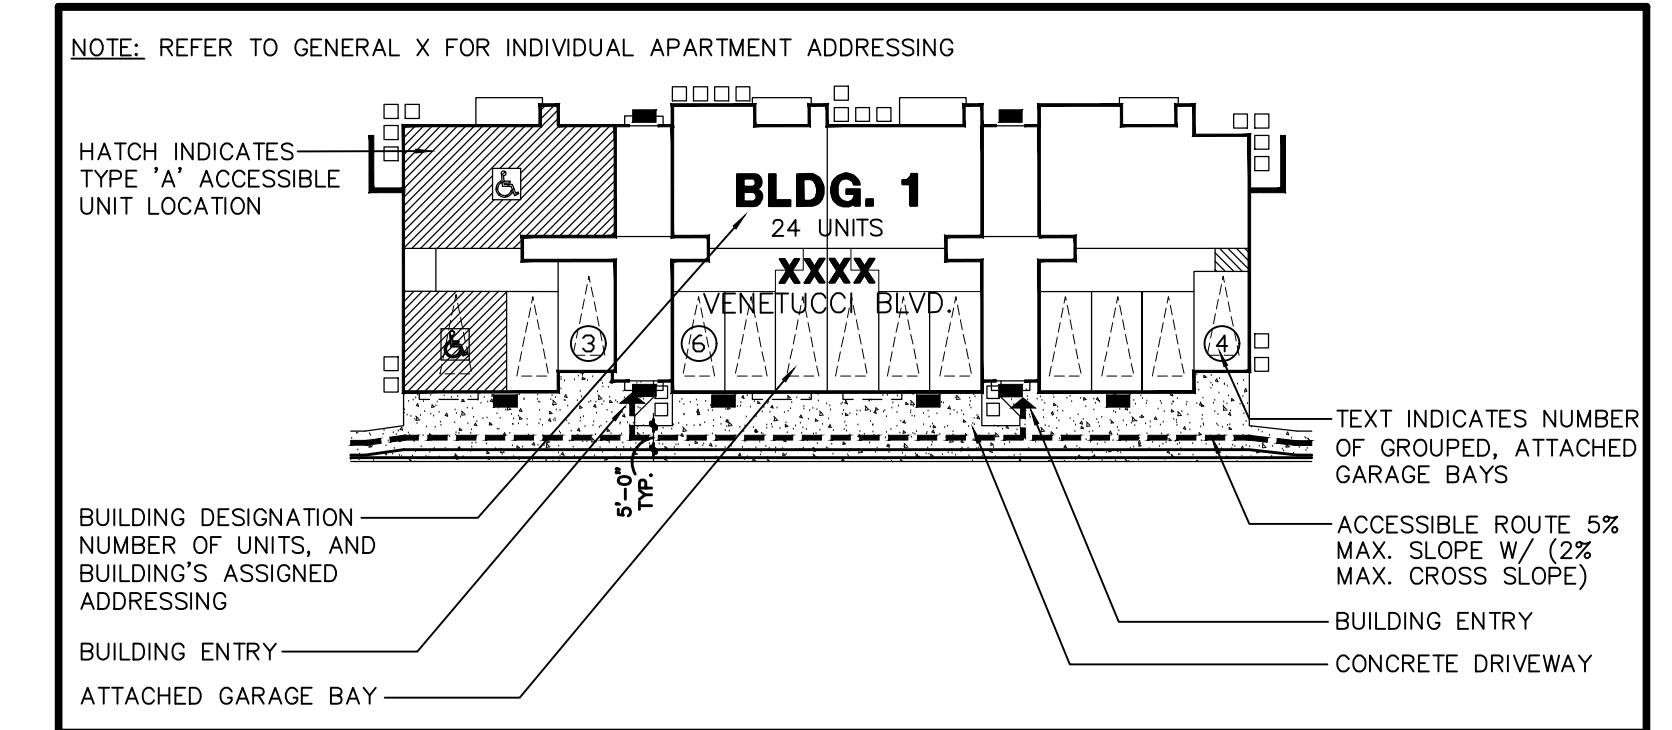 NOTE: REFER TO GENERAL X FOR INDIVIDUAL APARTMENT ADDRESSING
HATCH INDICATES
TYPE 'A' ACCESSIBLE
UNIT LOCATION
BLDG. 1
24 UNITS
XXXX
VENETUCCI BLVD.
3
6
4
5'-0"
TYP.
BUILDING DESIGNATION
NUMBER OF UNITS, AND
BUILDING'S ASSIGNED
ADDRESSING
BUILDING ENTRY
ATTACHED GARAGE BAY
TEXT INDICATES NUMBER
OF GROUPED, ATTACHED
GARAGE BAYS
ACCESSIBLE ROUTE 5%
MAX. SLOPE W/ (2%
MAX. CROSS SLOPE)
BUILDING ENTRY
CONCRETE DRIVEWAY